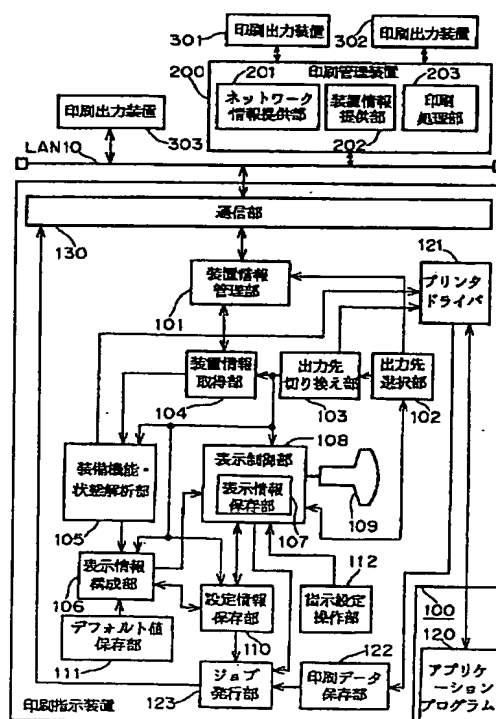 301
印刷出力装置
302
印刷出力装置
200
201
印刷管理装置
203
ネットワーク
情報提供部
装置情報
提供部
印刷
処理部
202
印刷出力装置
303
LAN10
通信部
130
121
プリンタ
ドライバ
装置情報
管理部
101
装置情報
取得部
104
出力先
切り換え部
103
出力先
選択部
102
108
表示制御部
表示情報
保存部
107
109
装備機能・
状態解析部
105
表示情報
構成部
106
設定情報
保存部
110
112
指示設定
操作部
デフォルト値
保存部
111
ジョブ
発行部
123
122
印刷データ
保存部
100
120
アプリケ
ーション
プログラム
印刷指示装置